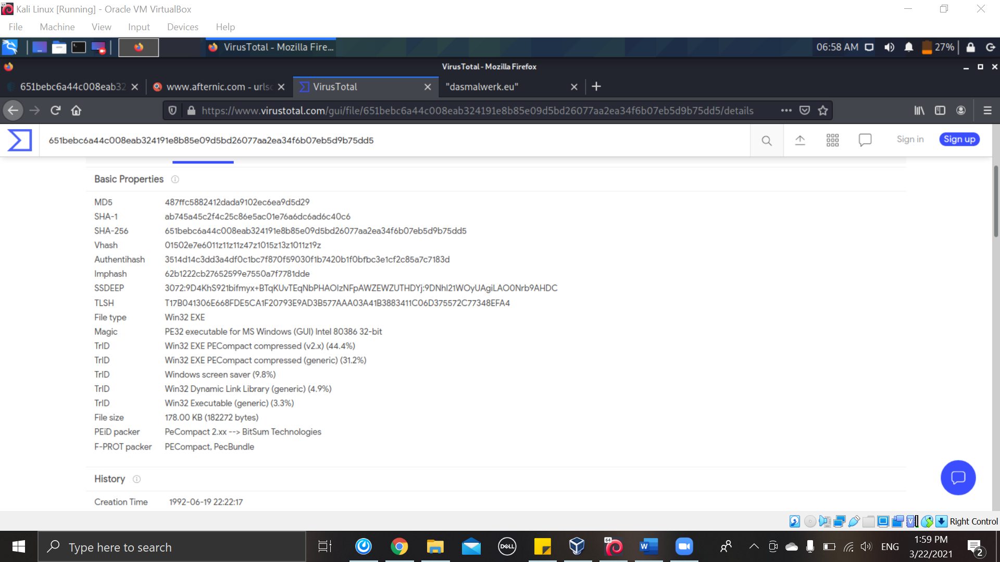 Kali Linux [Running] - Oracle VM VirtualBox
File Machine View Input Devices Help
VirusTotal - Mozilla Fire...
06:58 AM
27%
VirusTotal - Mozilla Firefox
651bebc6a44c008eab32
www.afternic.com - urlsc
VirusTotal
"dasmalwerk.eu"
https://www.virustotal.com/gui/file/651bebc6a44c008eab324191e8b85e09d5bd26077aa2ea34f6b07eb5d9b75dd5/details
651bebc6a44c008eab324191e8b85e09d5bd26077aa2ea34f6b07eb5d9b75dd5
Sign in
Sign up
Basic Properties
MD5 487ffc5882412dada9102ec6ea9d5d29
SHA-1 ab745a45c2f4c25c86e5ac01e76a6dc6ad6c40c6
SHA-256 651bebc6a44c008eab324191e8b85e09d5bd26077aa2ea34f6b07eb5d9b75dd5
Vhash 01502e7e6011z11z11z47z1015z13z1011z19z
Authentihash 3514d14c3dd3a4df0c1bc7f870f59030f1b7420b1f0bfbc3e1cf2c85a7c7183d
Imphash 62b1222cb27652599e7550a7f7781dde
SSDEEP 3072:9D4KhS921bifmyx+BTqKUvTEqNbPHAOlzNFpAWZEWZUTHDYj:9DNhl21WOyUAgiLAO0Nrb9AHDC
TLSH T17B041306E668FDE5CA1F20793E9AD3B577AAA03A41B3883411C06D375572C77348EFA4
File type Win32 EXE
Magic PE32 executable for MS Windows (GUI) Intel 80386 32-bit
TrID Win32 EXE PECompact compressed (v2.x) (44.4%)
TrID Win32 EXE PECompact compressed (generic) (31.2%)
TrID Windows screen saver (9.8%)
TrID Win32 Dynamic Link Library (generic) (4.9%)
TrID Win32 Executable (generic) (3.3%)
File size 178.00 KB (182272 bytes)
PEiD packer PeCompact 2.xx --> BitSum Technologies
F-PROT packer PECompact, PecBundle
History
Creation Time 1992-06-19 22:22:17
Right Control
Type here to search
DELL
64
ENG
1:59 PM
3/22/2021
2